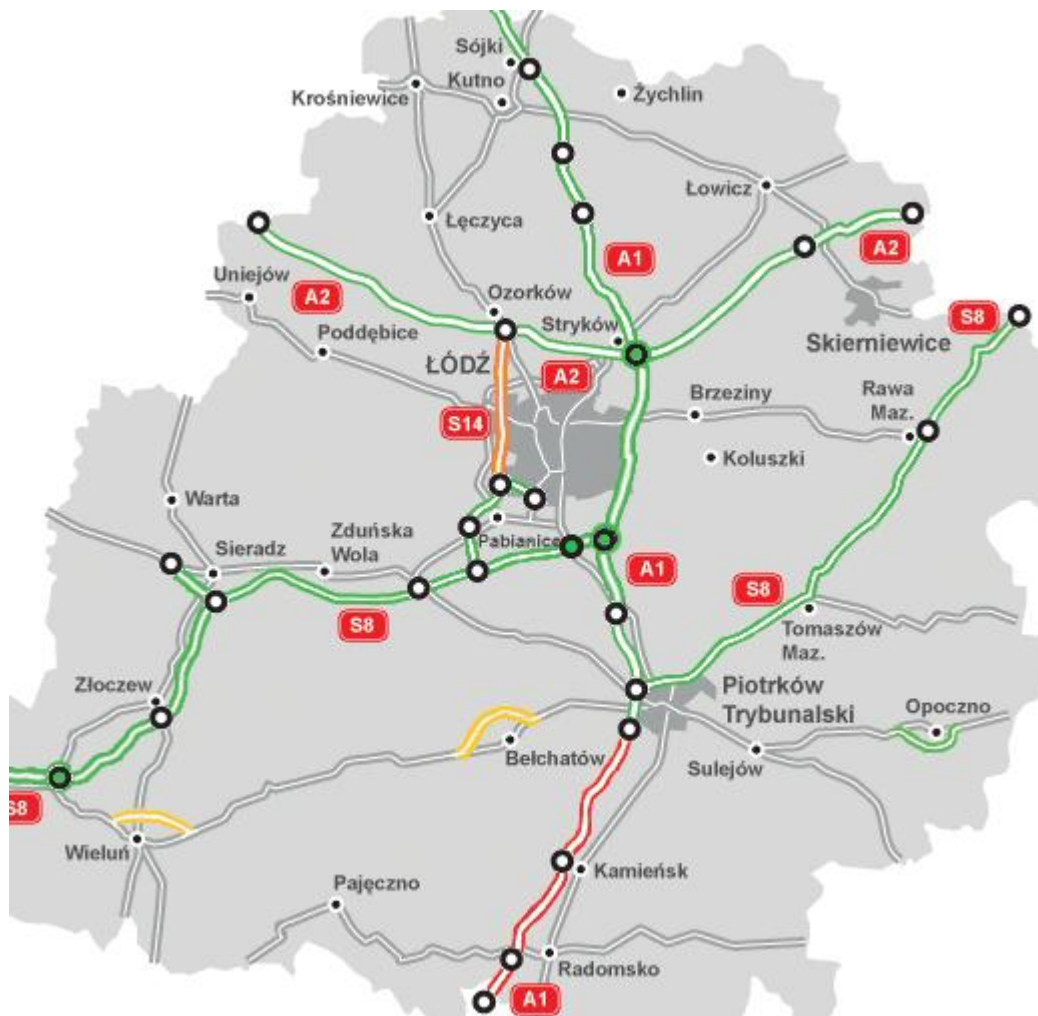 Sójki
Kutno
Krośniewice
Żychlin
Łowicz
Łęczyca
A1
A2
Uniejów
A2
Ozorków
S8
Stryków
Poddębice
Skierniewice
ŁÓDŹ
A2
Brzeziny
Rawa
Maz.
S14
Koluszki
Warta
Zduńska
Wola
Pabianice
Sieradz
A1
S8
S8
Tomaszów
Maz.
Złoczew
Piotrków
Trybunalski
Opoczno
Bełchatów
Sulejów
S8
Wieluń
Kamieńsk
Pajęczno
Radomsko
A1